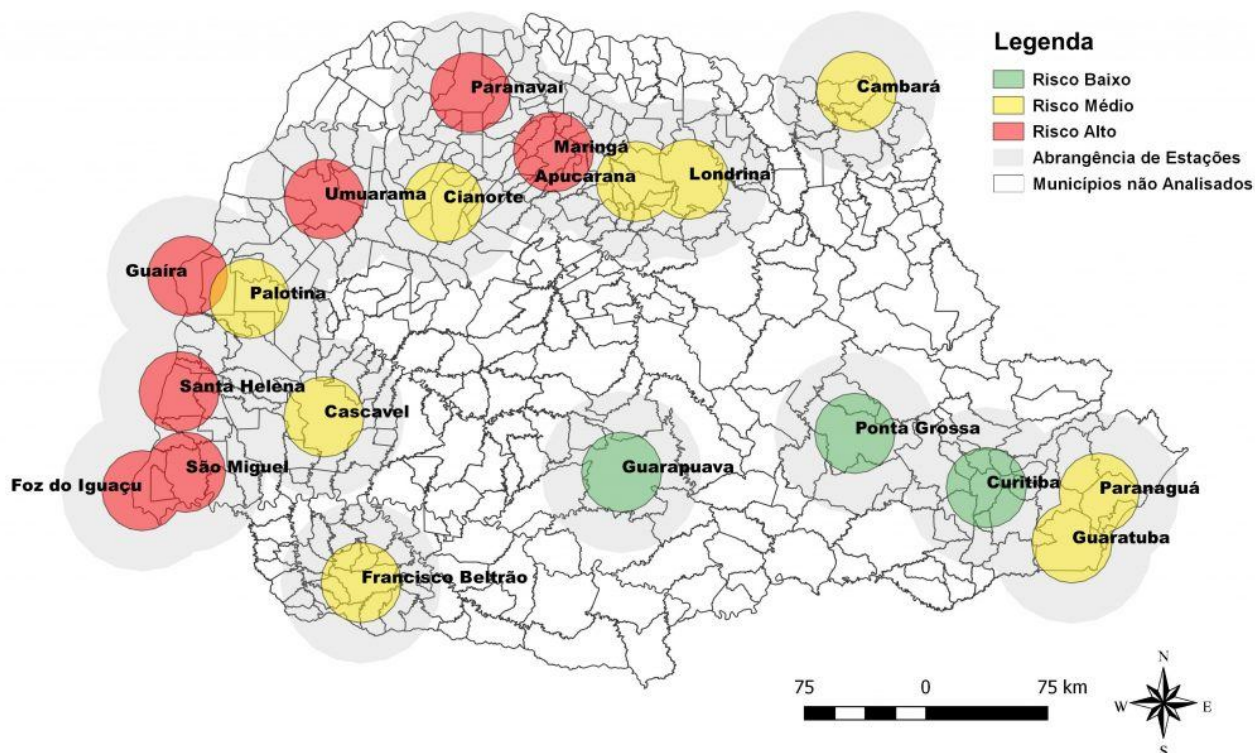 Legenda
Risco Baixo
Risco Médio
Risco Alto
Abrangência de Estações
Municípios não Analisados
Paranavaí
Cambará
Maringá
Apucarana
Londrina
Umuarama
Cianorte
Guaíra
Palotina
Santa Helena
Cascavel
Ponta Grossa
São Miguel
Guarapuava
Foz do Iguaçu
Curitiba
Paranaguá
Guaratuba
Francisco Beltrão
75 0 75 km
N
W E
S